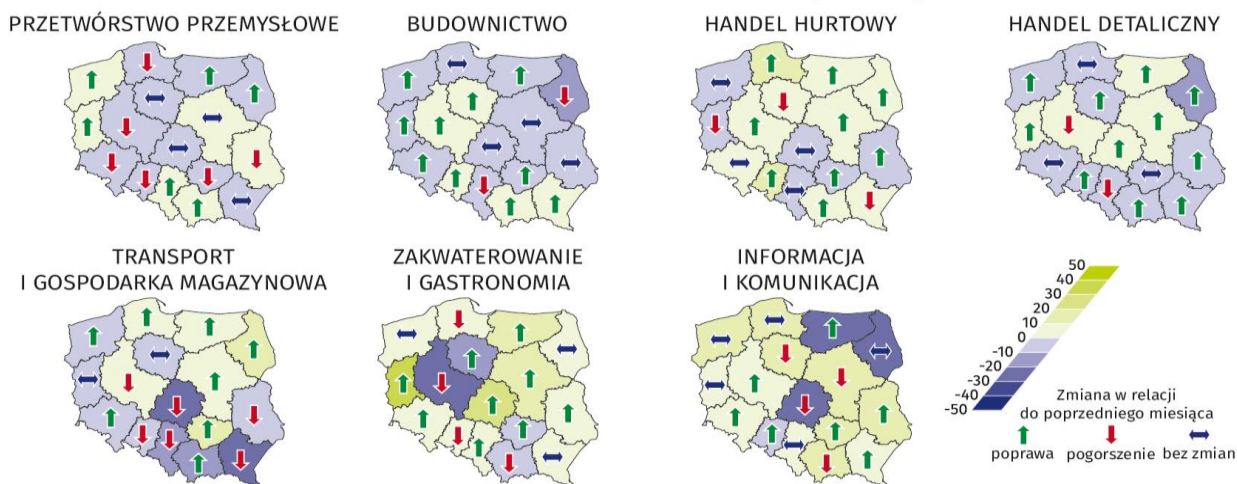 PRZETWÓRSTWO PRZEMYSŁOWE
BUDOWNICTWO
HANDEL HURTOWY
HANDEL DETALICZNY
TRANSPORT
I GOSPODARKA MAGAZYNOWA
ZAKWATEROWANIE
I GASTRONOMIA
INFORMACJA
I KOMUNIKACJA
50
40
30
20
10
0
-10
-20
-30
-40
-50
Zmiana w relacji
do poprzedniego miesiąca
poprawa pogorszenie bez zmian